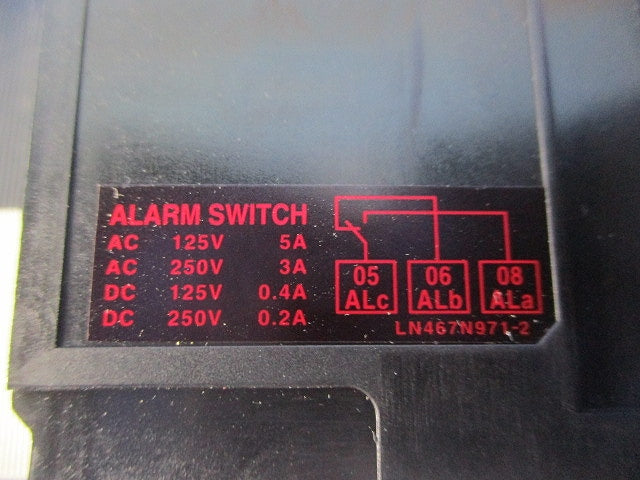 ALARM SWITCH
AC 125V 5A
AC 250V 3A
DC 125V 0.4A
DC 250V 0.2A
05 06 08
ALc ALb ALa
LN467N971-2